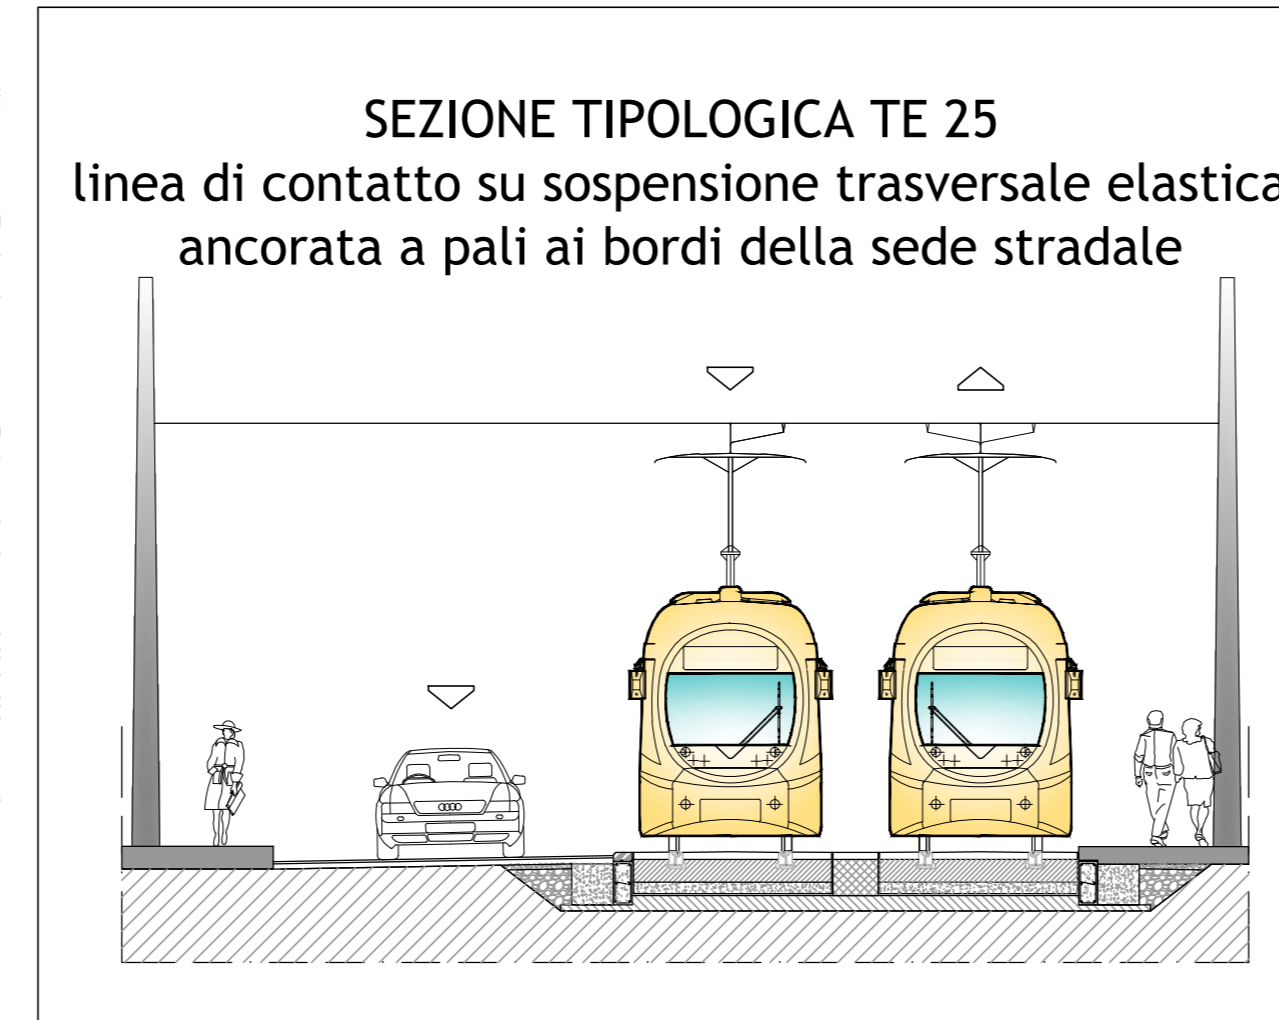 SEZIONE TIPOLOGICA TE 25
linea di contatto su sospensione trasversale elastica
ancorata a pali ai bordi della sede stradale